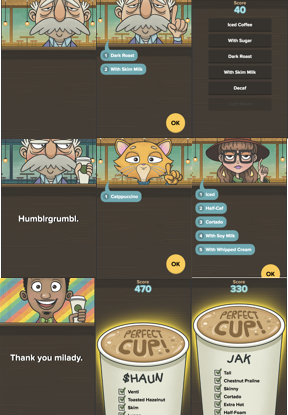 1 Dark Roast
2 With Skim Milk
OK
Score
40
Iced Coffee
With Sugar
Dark Roast
With Skim Milk
Decaf
Humblrgrumbl.
1 Catppuccino
OK
1 Iced
2 Half-Caf
3 Cortado
4 With Soy Milk
5 With Whipped Cream
OK
Thank you milady.
Score
470
PERFECT
CUP!
$HAUN
Venti
Toasted Hazelnut
Skim
Score
330
PERFECT
CUP!
JAK
Tall
Chestnut Praline
Skinny
Cortado
Extra Hot
Half-Foam